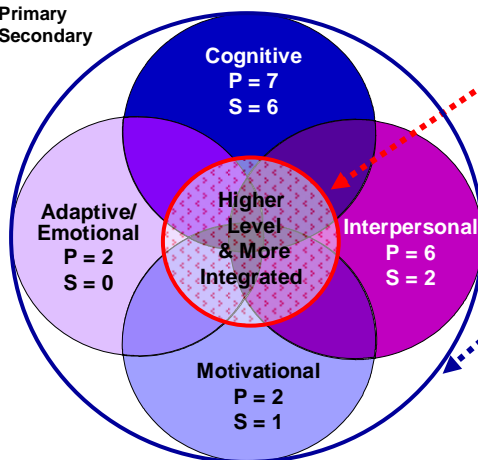 Primary
Secondary
Cognitive
P = 7
S = 6
Adaptive/
Emotional
P = 2
S = 0
Higher
Level
& More
Integrated
Interpersonal
P = 6
S = 2
Motivational
P = 2
S = 1